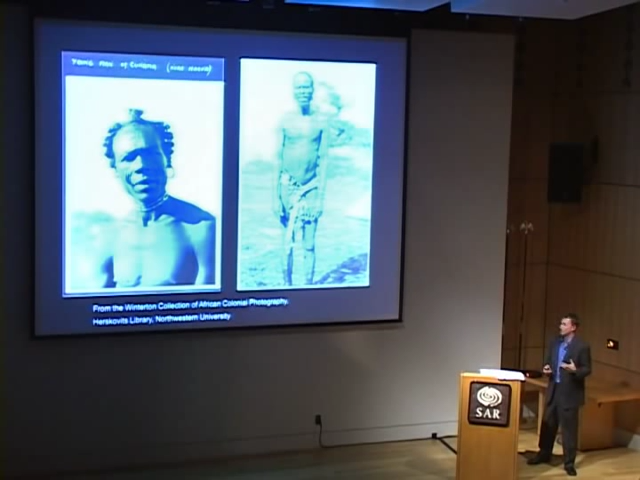 From the Winterton Collection of African Colonial Photography,
Herskovits Library, Northwestern University
SAR